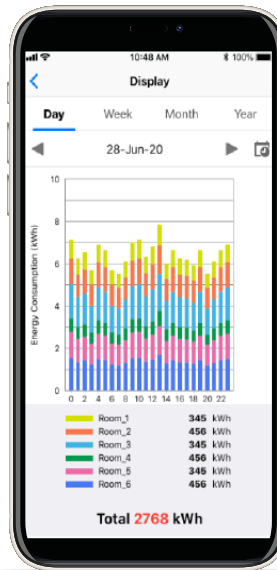 10:48 AM 100%
Display
Day Week Month Year
28-Jun-20
Energy Consumption (kWh)
10
8
6
4
2
0
0 2 4 6 8 10 12 14 16 18 20 22
Room_1 345 kWh
Room_2 456 kWh
Room_3 345 kWh
Room_4 456 kWh
Room_5 345 kWh
Room_6 456 kWh
Total 2768 kWh